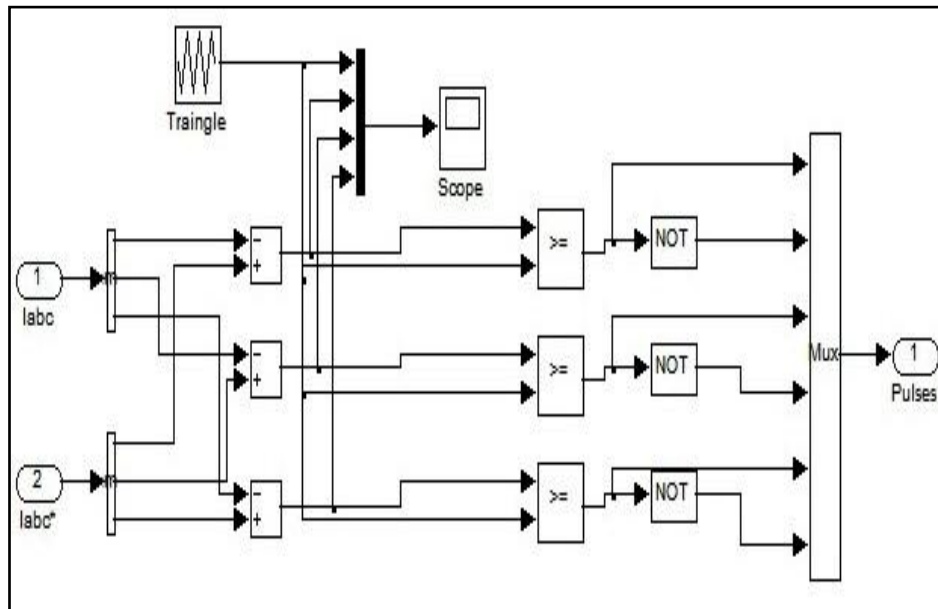 Traingle
Scope
-
+
>=
NOT
1
Iabc
-
+
>=
NOT
Mux
1
Pulses
2
Iabc*
-
+
>=
NOT